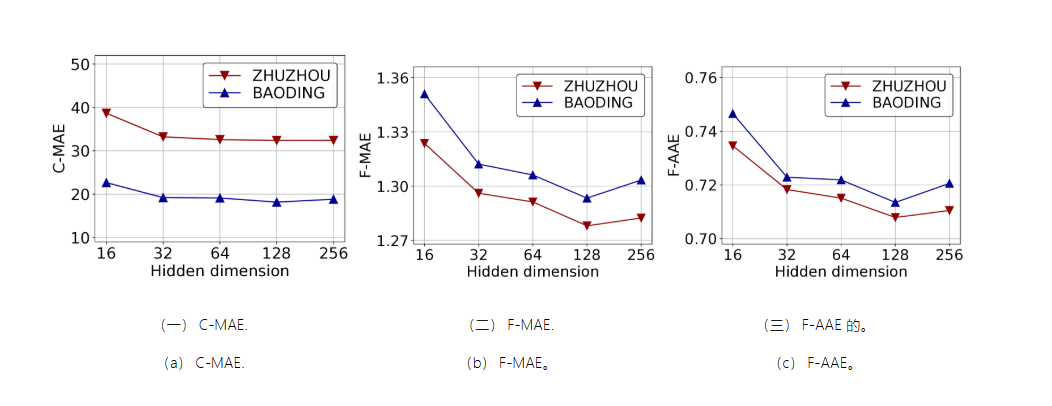 50
40
30
20
10
C-MAE
ZHUZHOU
BAODING
16 32 64 128 256
Hidden dimension
1.36
1.33
1.30
1.27
F-MAE
ZHUZHOU
BAODING
16 32 64 128 256
Hidden dimension
0.76
0.74
0.72
0.70
F-AAE
ZHUZHOU
BAODING
16 32 64 128 256
Hidden dimension
（一） C-MAE.
（二） F-MAE.
（三） F-AAE 的。
（a） C-MAE.
（b） F-MAE。
（c） F-AAE。